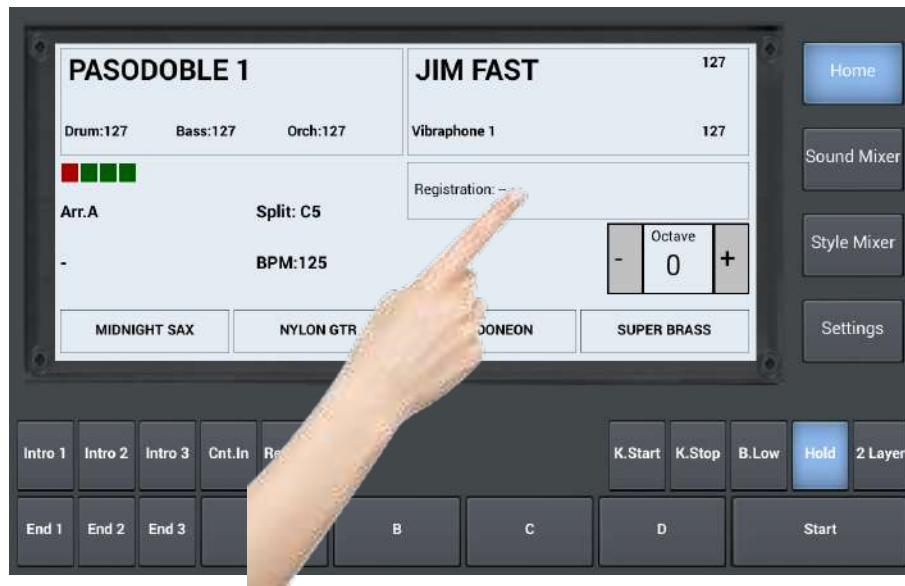 PASODOBLE 1
JIM FAST 127
Drum:127 Bass:127 Orch:127
Vibraphone 1 127
Registration: --
Arr.A Split: C5
Octave
- BPM:125
- 0 +
MIDNIGHT SAX NYLON GTR SUPER BRASS
Home
Sound Mixer
Style Mixer
Settings
Intro 1 Intro 2 Intro 3 Cnt.In
K.Start K.Stop B.Low Hold 2 Layer
End 1 End 2 End 3 B C D Start